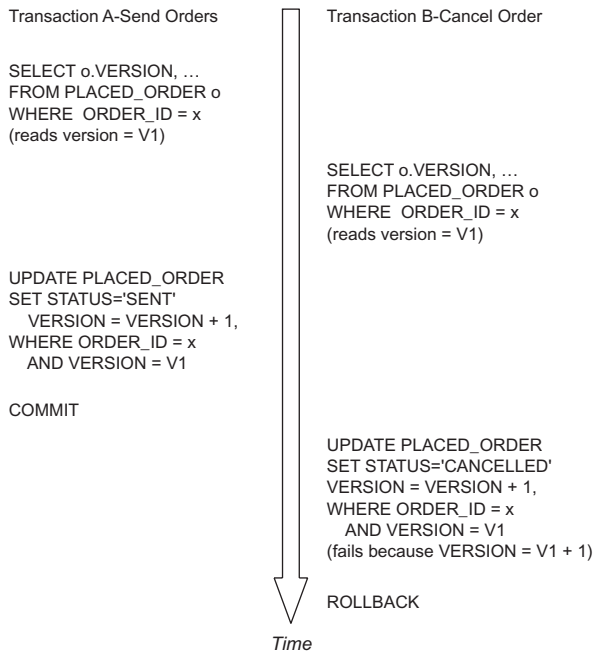 Transaction A-Send Orders
Transaction B-Cancel Order
SELECT o.VERSION, …
FROM PLACED_ORDER o
WHERE ORDER_ID = x
(reads version = V1)
SELECT o.VERSION, …
FROM PLACED_ORDER o
WHERE ORDER_ID = x
(reads version = V1)
UPDATE PLACED_ORDER
SET STATUS='SENT'
VERSION = VERSION + 1,
WHERE ORDER_ID = x
AND VERSION = V1
COMMIT
UPDATE PLACED_ORDER
SET STATUS='CANCELLED'
VERSION = VERSION + 1,
WHERE ORDER_ID = x
AND VERSION = V1
(fails because VERSION = V1 + 1)
ROLLBACK
Time